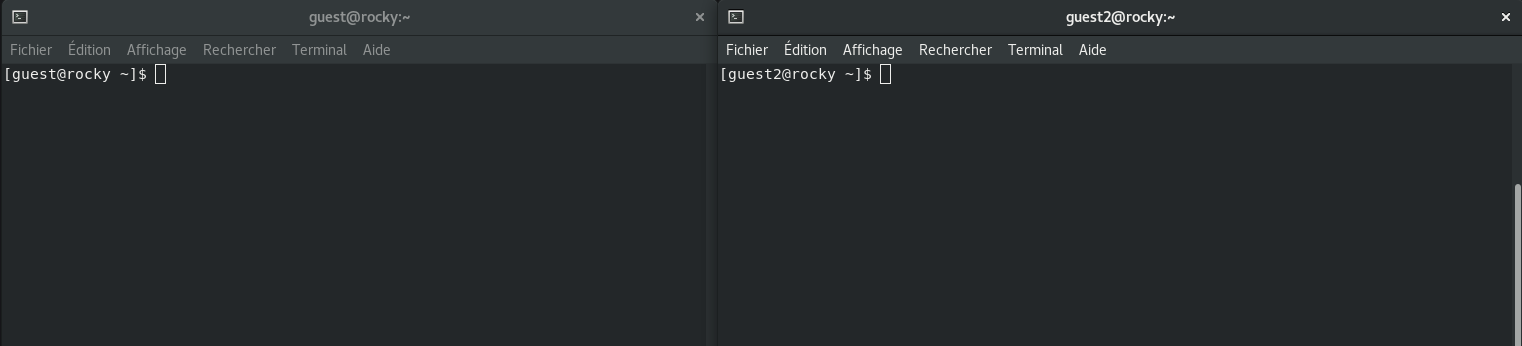 guest@rocky:~
Fichier Édition Affichage Rechercher Terminal Aide
[guest@rocky ~]$
guest2@rocky:~
Fichier Édition Affichage Rechercher Terminal Aide
[guest2@rocky ~]$